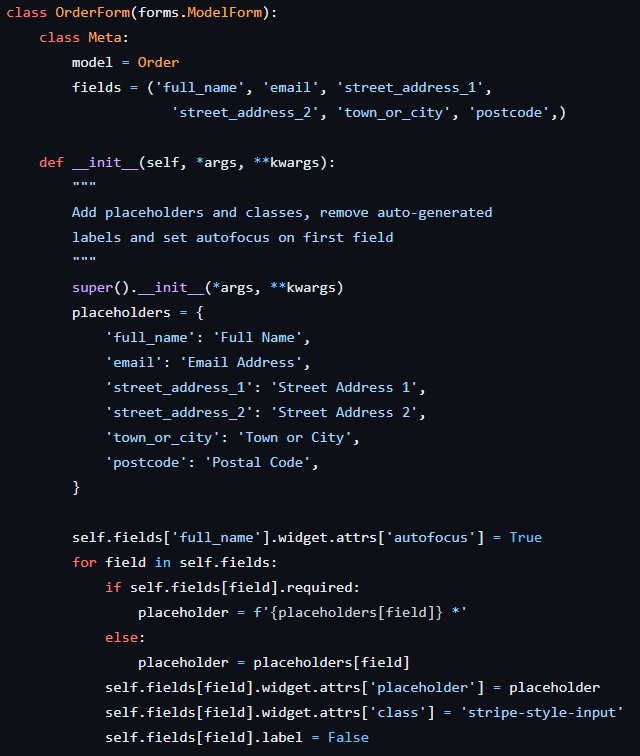 class OrderForm(forms.ModelForm):
    class Meta:
        model = Order
        fields = ('full_name', 'email', 'street_address_1',
                    'street_address_2', 'town_or_city', 'postcode',)

    def __init__(self, *args, **kwargs):
        """
        Add placeholders and classes, remove auto-generated
        labels and set autofocus on first field
        """
        super().__init__(*args, **kwargs)
        placeholders = {
            'full_name': 'Full Name',
            'email': 'Email Address',
            'street_address_1': 'Street Address 1',
            'street_address_2': 'Street Address 2',
            'town_or_city': 'Town or City',
            'postcode': 'Postal Code',
        }

        self.fields['full_name'].widget.attrs['autofocus'] = True
        for field in self.fields:
            if self.fields[field].required:
                placeholder = f'{placeholders[field]} *'
            else:
                placeholder = placeholders[field]
            self.fields[field].widget.attrs['placeholder'] = placeholder
            self.fields[field].widget.attrs['class'] = 'stripe-style-input'
            self.fields[field].label = False